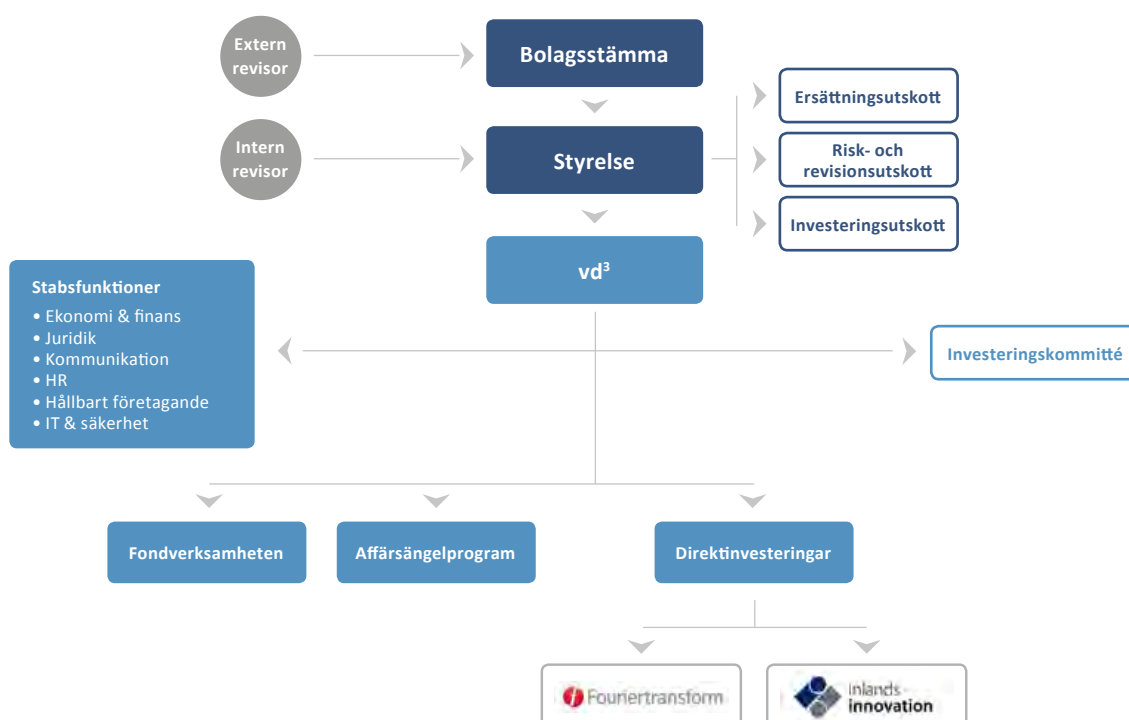 Extern
revisor
Bolagsstämma
Ersättningsutskott
Intern
revisor
Styrelse
Risk- och
revisionsutskott
Investeringsutskott
vd³
Stabsfunktioner
• Ekonomi & finans
• Juridik
• Kommunikation
• HR
• Hållbart företagande
• IT & säkerhet
Investeringskommitté
Fondverksamheten
Affärsängelprogram
Direktinvesteringar
Fouriertransform
inlands-
innovation